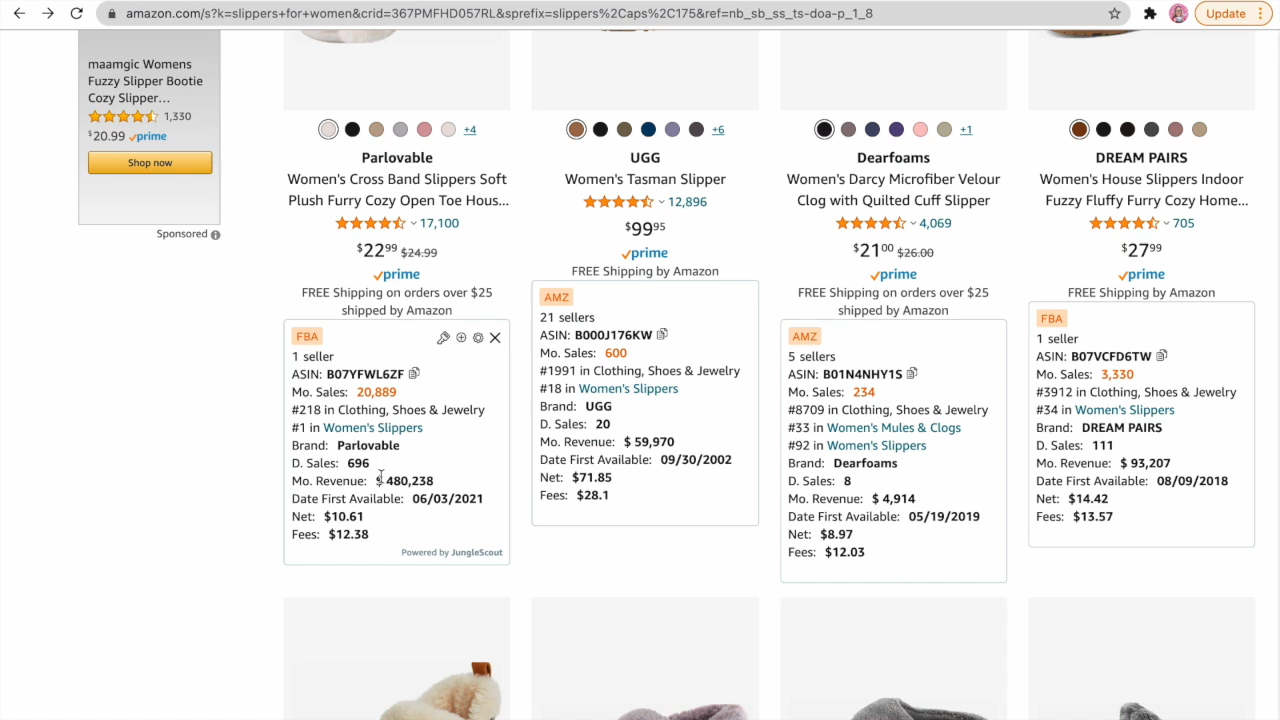 amazon.com/s?k=slippers+for+women&crid=367PMFHD057RL&sprefix=slippers%2Caps%2C175&ref=nb_sb_ss_ts-doa-p_1_8
Update
maamgic Womens
Fuzzy Slipper Bootie
Cozy Slipper…
1,330
$20.99 prime
Shop now
Sponsored
+4
Parlovable
Women's Cross Band Slippers Soft
Plush Furry Cozy Open Toe Hous...
17,100
$22.99 $24.99
prime
FREE Shipping on orders over $25
shipped by Amazon
FBA
1 seller
ASIN: B07YFWL6ZF
Mo. Sales: 20,889
#218 in Clothing, Shoes & Jewelry
#1 in Women's Slippers
Brand: Parlovable
D. Sales: 696
Mo. Revenue: $ 480,238
Date First Available: 06/03/2021
Net: $10.61
Fees: $12.38
Powered by JungleScout
+6
UGG
Women's Tasman Slipper
12,896
$99.95
prime
FREE Shipping by Amazon
AMZ
21 sellers
ASIN: B000J176KW
Mo. Sales: 600
#1991 in Clothing, Shoes & Jewelry
#18 in Women's Slippers
Brand: UGG
D. Sales: 20
Mo. Revenue: $ 59,970
Date First Available: 09/30/2002
Net: $71.85
Fees: $28.1
+1
Dearfoams
Women's Darcy Microfiber Velour
Clog with Quilted Cuff Slipper
4,069
$21.00 $26.00
prime
FREE Shipping on orders over $25
shipped by Amazon
AMZ
5 sellers
ASIN: B01N4NHY1S
Mo. Sales: 234
#8709 in Clothing, Shoes & Jewelry
#33 in Women's Mules & Clogs
#92 in Women's Slippers
Brand: Dearfoams
D. Sales: 8
Mo. Revenue: $ 4,914
Date First Available: 05/19/2019
Net: $8.97
Fees: $12.03
DREAM PAIRS
Women's House Slippers Indoor
Fuzzy Fluffy Furry Cozy Home...
705
$27.99
prime
FREE Shipping by Amazon
FBA
1 seller
ASIN: B07VCFD6TW
Mo. Sales: 3,330
#3912 in Clothing, Shoes & Jewelry
#34 in Women's Slippers
Brand: DREAM PAIRS
D. Sales: 111
Mo. Revenue: $ 93,207
Date First Available: 08/09/2018
Net: $14.42
Fees: $13.57